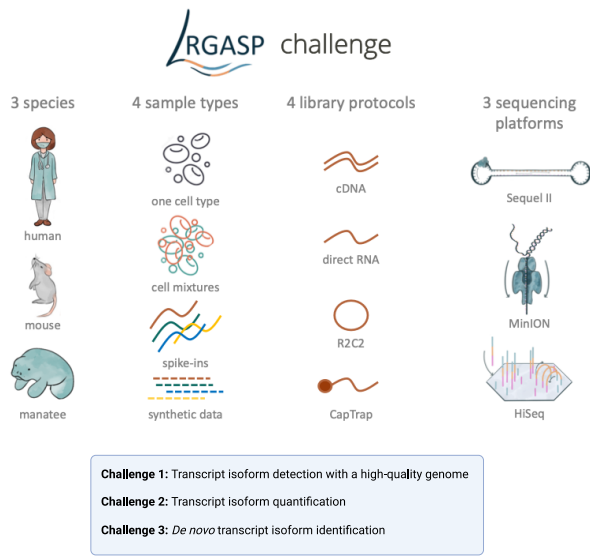 LRGASP challenge
3 species
4 sample types
4 library protocols
3 sequencing
platforms
human
mouse
manatee
one cell type
cell mixtures
spike-ins
synthetic data
cDNA
direct RNA
R2C2
CapTrap
Sequel II
MinION
HiSeq
Challenge 1: Transcript isoform detection with a high-quality genome
Challenge 2: Transcript isoform quantification
Challenge 3: De novo transcript isoform identification